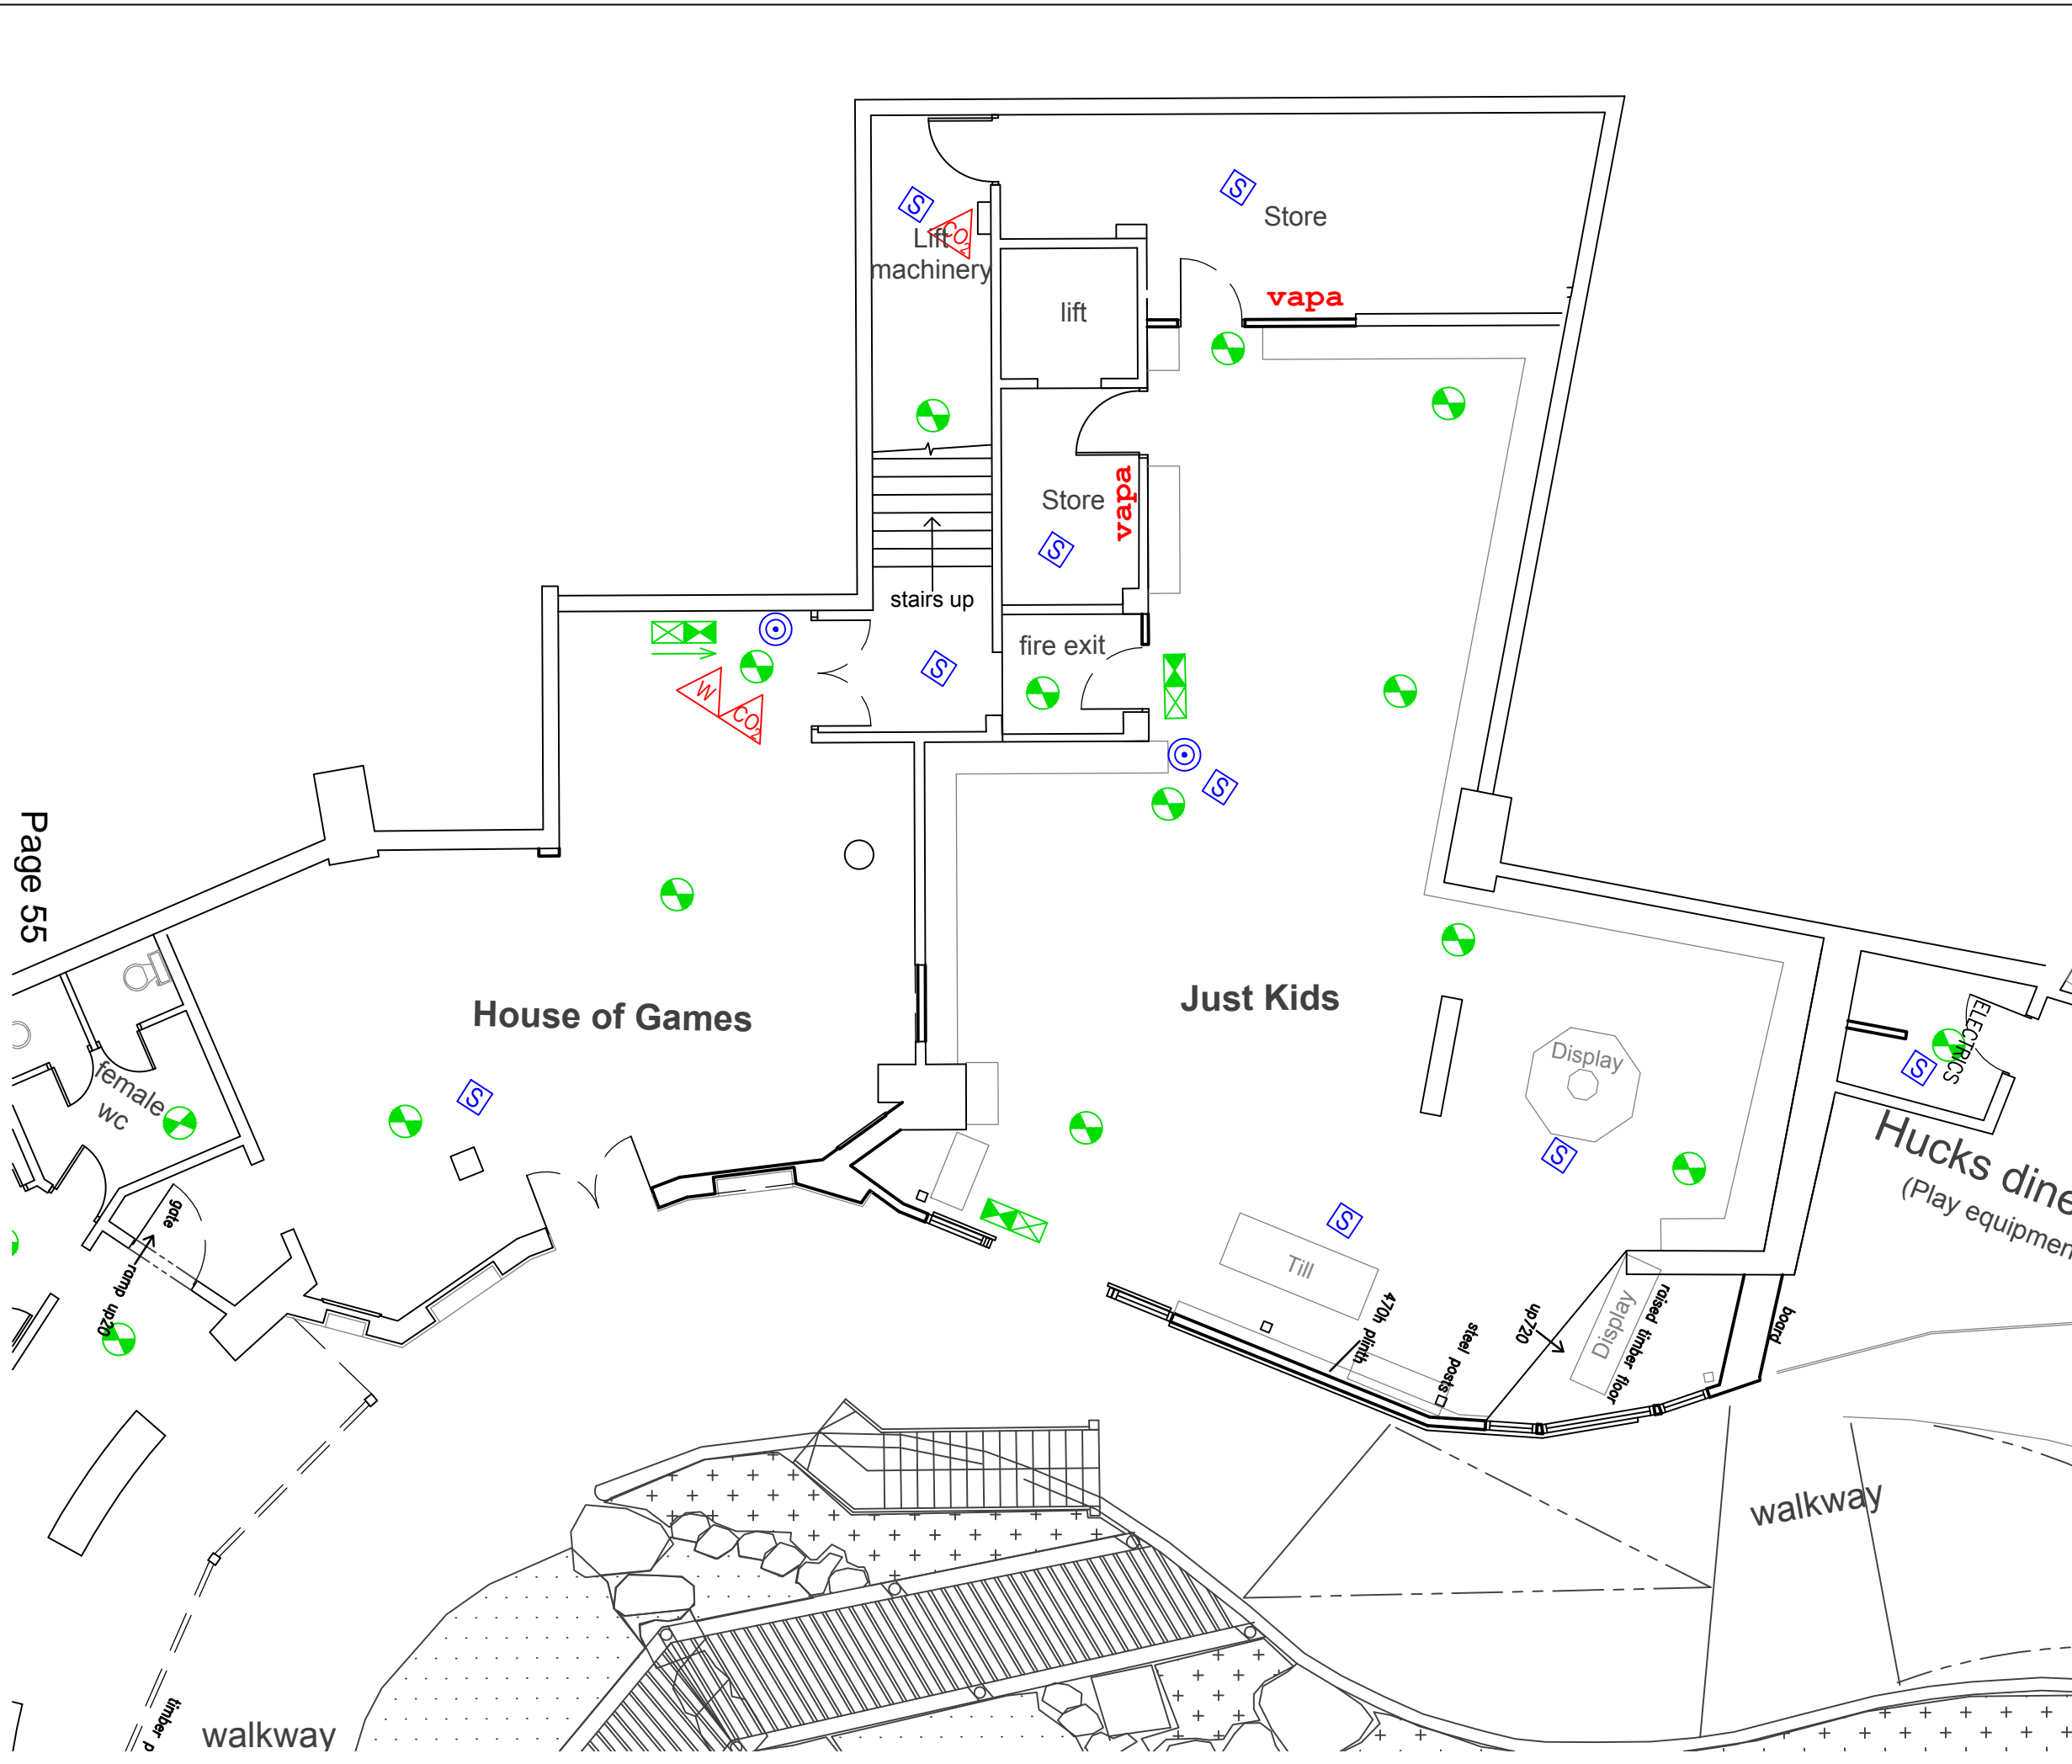 S
S
Store
CO2
Lift
machinery
vapa
lift
Store
vapa
S
stairs up
fire exit
S
W
CO2
S
Page 55
House of Games
Just Kids
Display
ELECTRICS
S
female
wc
S
S
Hucks dine
(Play equipmen
gate
ramp up20
S
Till
470h plinth
steel posts
up720
Display
raised timber floor
board
walkway
timber p
walkway